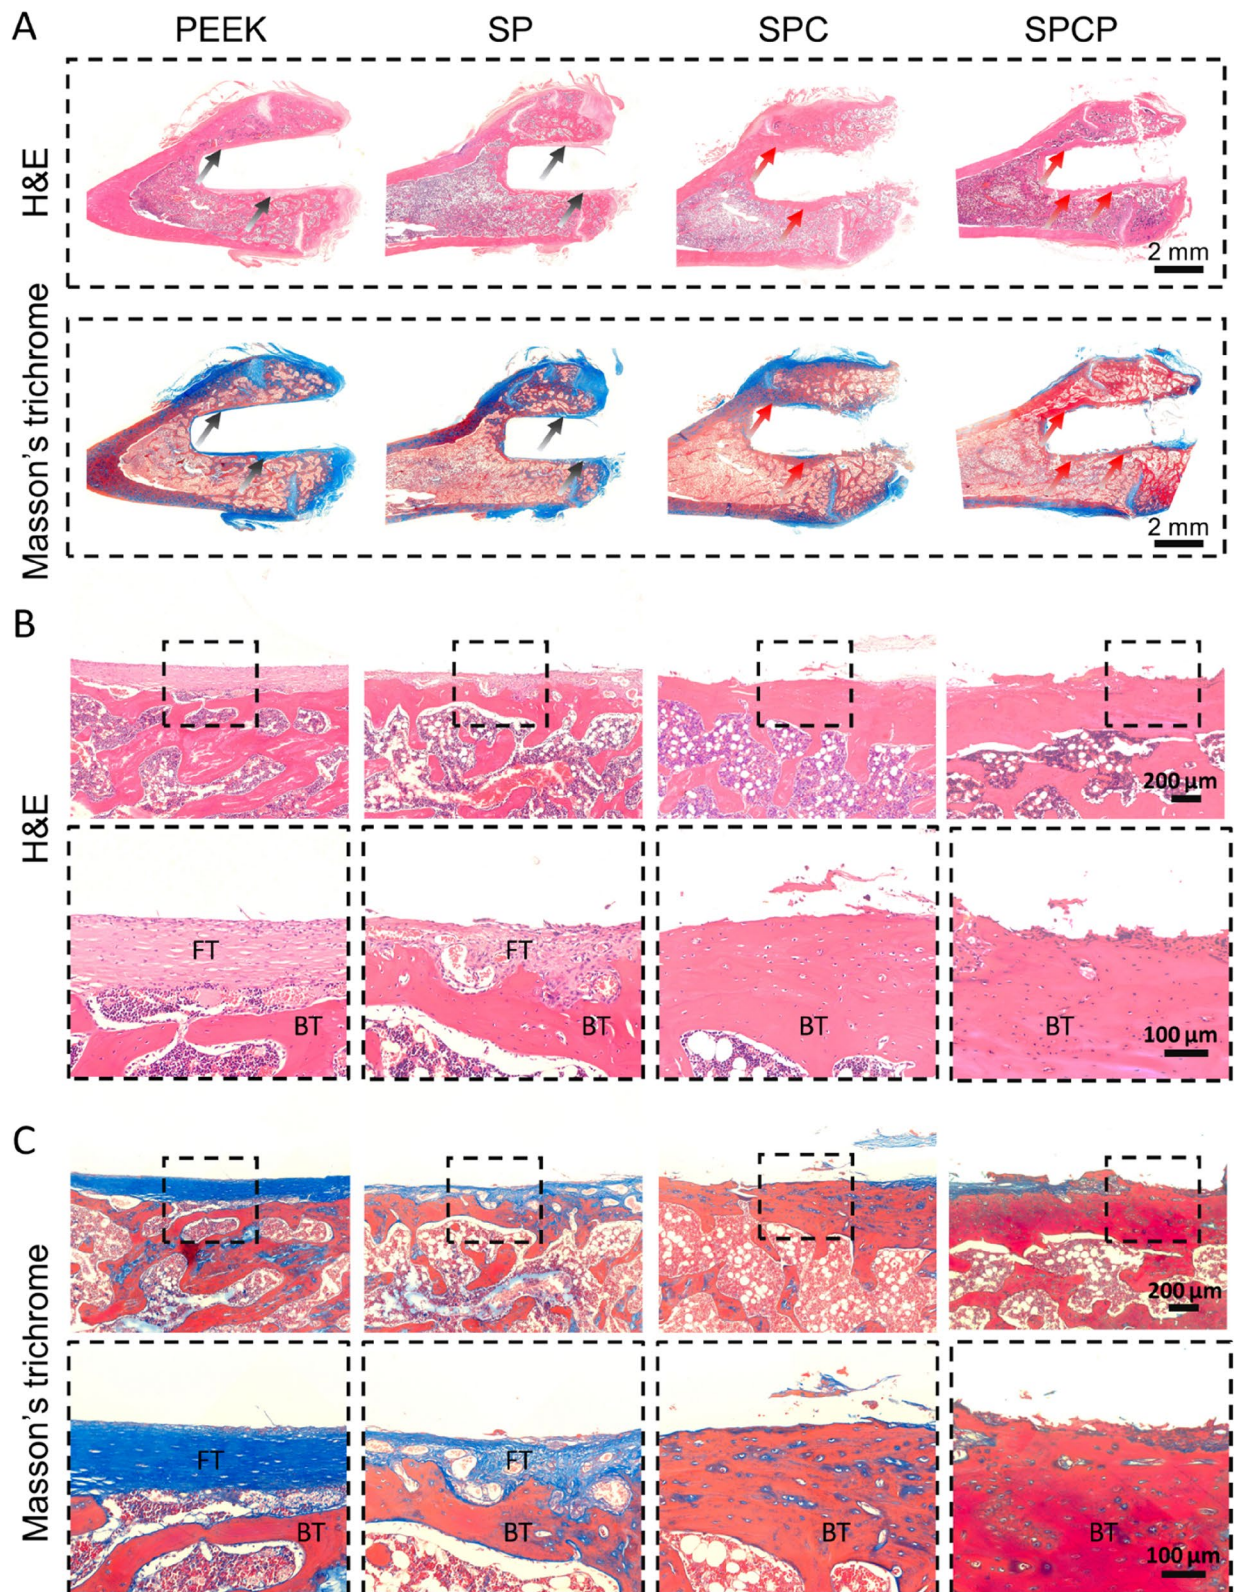 A
PEEK SP SPC SPCP
H&E
2 mm
Masson's trichrome
2 mm
B
H&E
200 μm
FT FT
BT BT BT BT
100 μm
C
Masson's trichrome
200 μm
FT FT
BT BT BT BT
100 μm